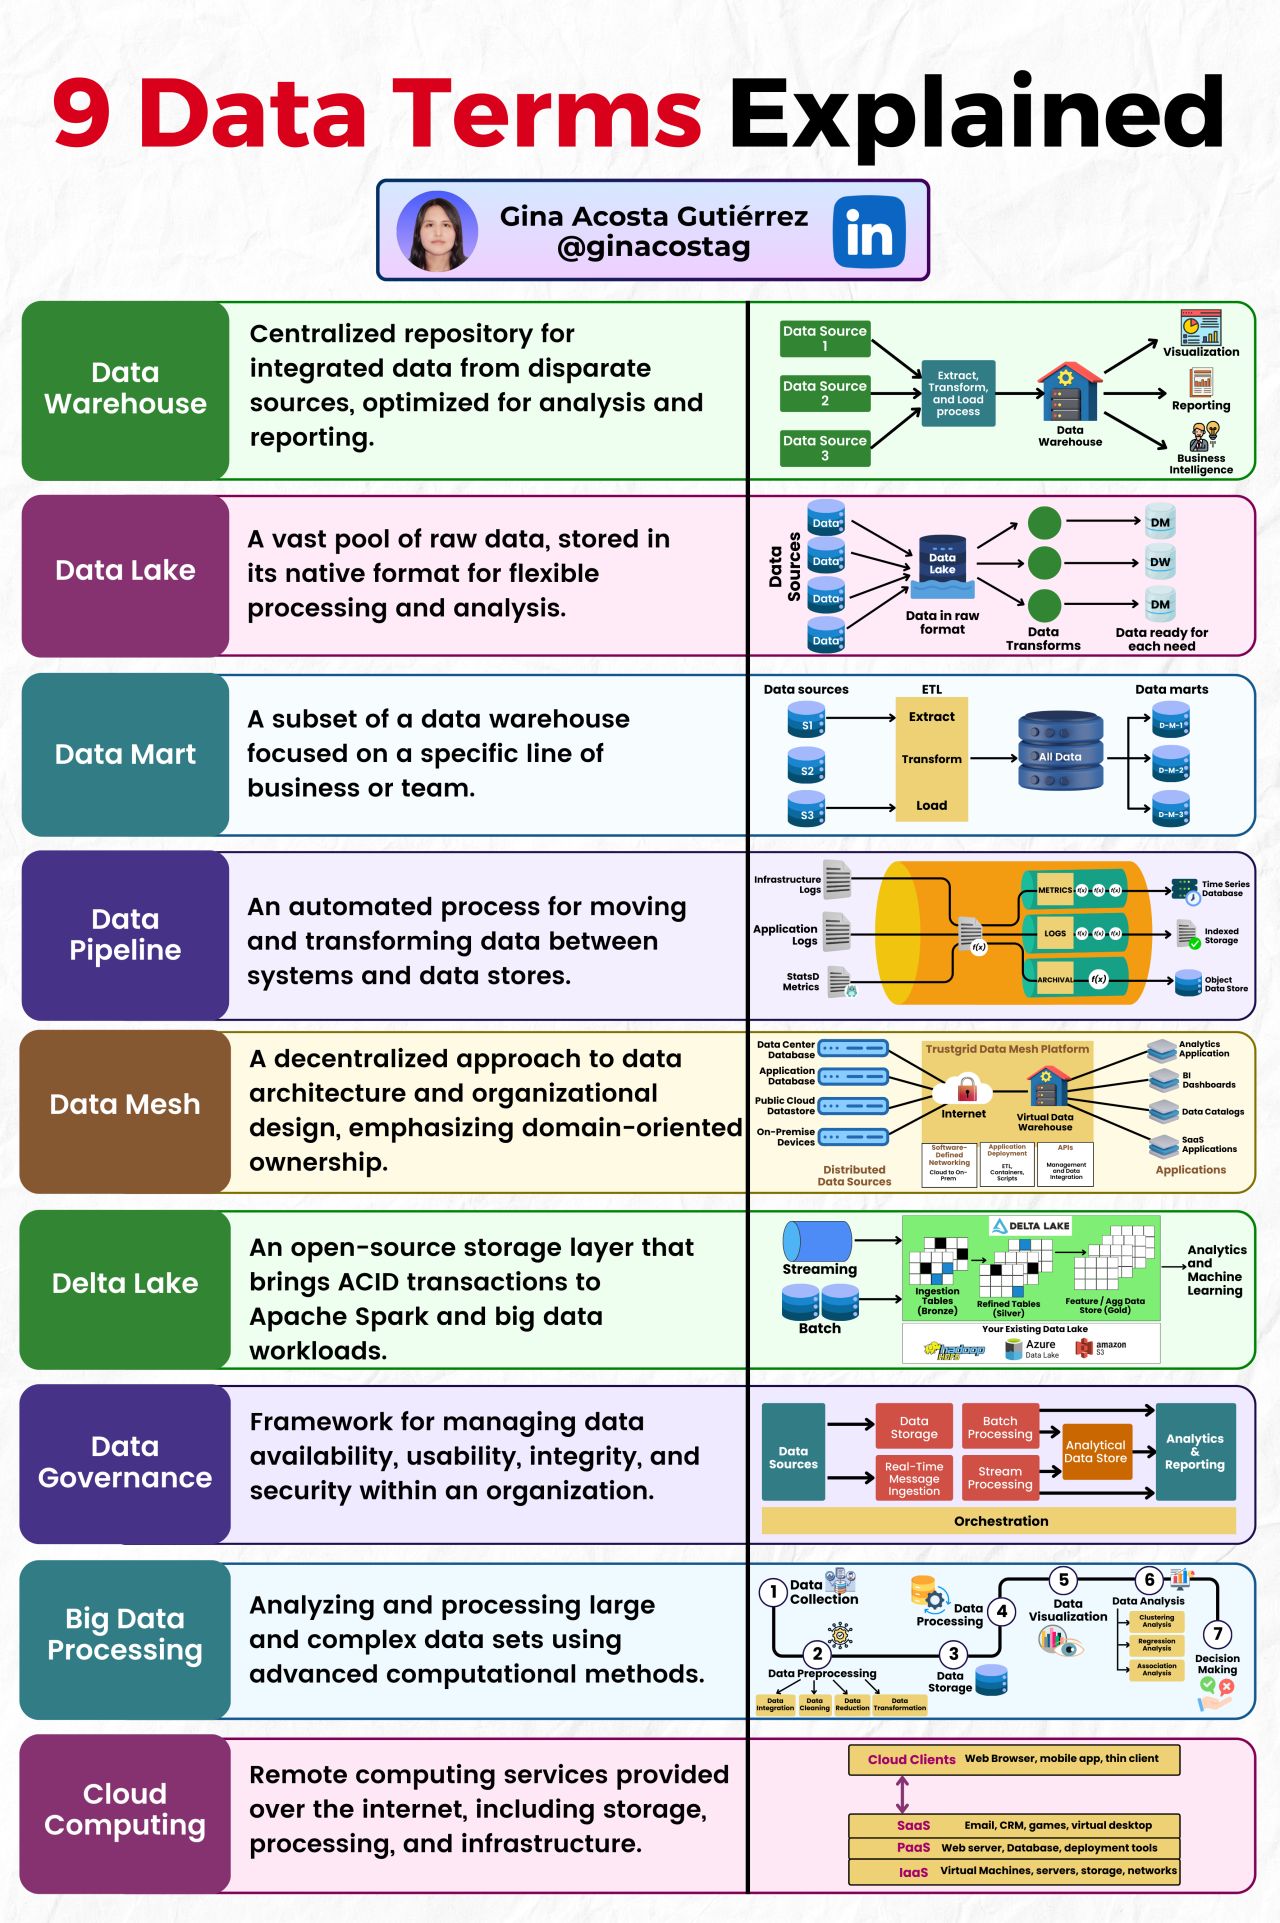 9 Data Terms Explained
Gina Acosta Gutiérrez
@ginacostag
in
Data
Warehouse
Centralized repository for
integrated data from disparate
sources, optimized for analysis and
reporting.
Data Source
1
Data Source
2
Data Source
3
Extract,
Transform,
and Load
process
Data
Warehouse
Visualization
Reporting
Business
Intelligence
Data Lake
A vast pool of raw data, stored in
its native format for flexible
processing and analysis.
Data
Sources
Data
Data
Data
Data
Data
Lake
Data in raw
format
Data
Transforms
DM
DW
DM
Data ready for
each need
Data Mart
A subset of a data warehouse
focused on a specific line of
business or team.
Data sources
S1
S2
S3
ETL
Extract
Transform
Load
All Data
Data marts
D-M-1
D-M-2
D-M-3
Data
Pipeline
An automated process for moving
and transforming data between
systems and data stores.
Infrastructure
Logs
Application
Logs
StatsD
Metrics
f(x)
METRICS f(x) f(x) f(x)
LOGS f(x) f(x) f(x)
ARCHIVAL f(x)
Time Series
Database
Indexed
Storage
Object
Data Store
Data Mesh
A decentralized approach to data
architecture and organizational
design, emphasizing domain-oriented
ownership.
Data Center
Database
Application
Database
Public Cloud
Datastore
On-Premise
Devices
Distributed
Data Sources
Trustgrid Data Mesh Platform
Internet
Virtual Data
Warehouse
Software-
Defined
Networking
Cloud to On-
Prem
Application
Deployment
ETL,
Containers,
Scripts
APIs
Management
and Data
Integration
Analytics
Application
BI
Dashboards
Data Catalogs
SaaS
Applications
Applications
Delta Lake
An open-source storage layer that
brings ACID transactions to
Apache Spark and big data
workloads.
Streaming
Batch
DELTA LAKE
Ingestion
Tables
(Bronze)
Refined Tables
(Silver)
Feature / Agg Data
Store (Gold)
Your Existing Data Lake
hadoop
HDFS
Azure
Data Lake
amazon
S3
Analytics
and
Machine
Learning
Data
Governance
Framework for managing data
availability, usability, integrity, and
security within an organization.
Data
Sources
Data
Storage
Real-Time
Message
Ingestion
Batch
Processing
Stream
Processing
Analytical
Data Store
Analytics
&
Reporting
Orchestration
Big Data
Processing
Analyzing and processing large
and complex data sets using
advanced computational methods.
1
Data
Collection
2
Data Preprocessing
Data
Integration
Data
Cleaning
Data
Reduction
Data
Transformation
3
Data
Storage
4
Data
Processing
5
Data
Visualization
6
Data Analysis
Clustering
Analysis
Regression
Analysis
Association
Analysis
7
Decision
Making
Cloud
Computing
Remote computing services provided
over the internet, including storage,
processing, and infrastructure.
Cloud Clients Web Browser, mobile app, thin client
SaaS Email, CRM, games, virtual desktop
PaaS Web server, Database, deployment tools
IaaS Virtual Machines, servers, storage, networks